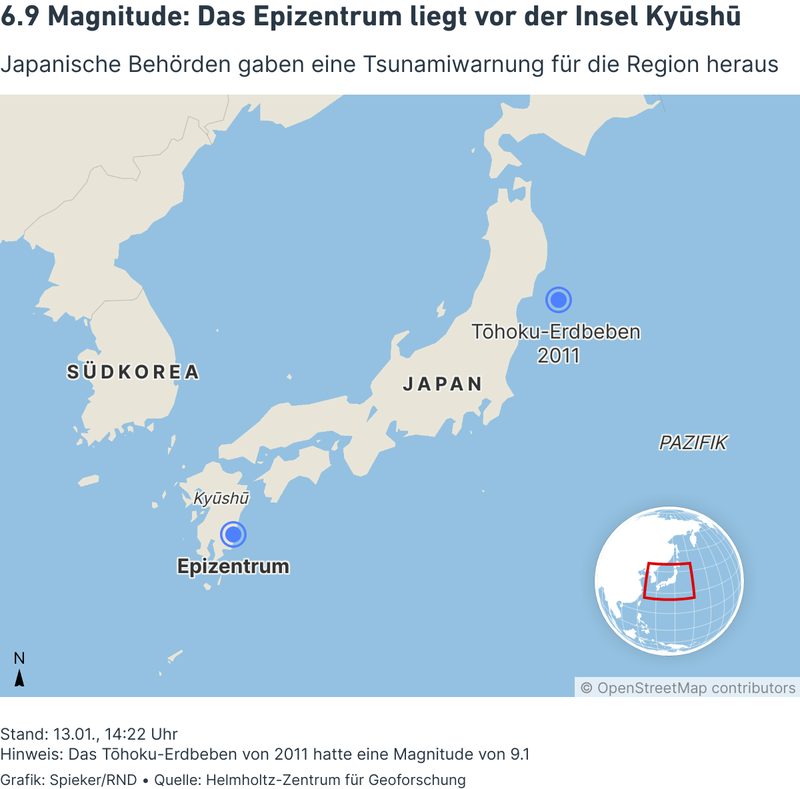 6.9 Magnitude: Das Epizentrum liegt vor der Insel Kyūshū
Japanische Behörden gaben eine Tsunamiwarnung für die Region heraus
Tōhoku-Erdbeben
2011
SÜDKOREA
JAPAN
PAZIFIK
Kyūshū
Epizentrum
N
© OpenStreetMap contributors
Stand: 13.01., 14:22 Uhr
Hinweis: Das Tōhoku-Erdbeben von 2011 hatte eine Magnitude von 9.1
Grafik: Spieker/RND • Quelle: Helmholtz-Zentrum für Geoforschung